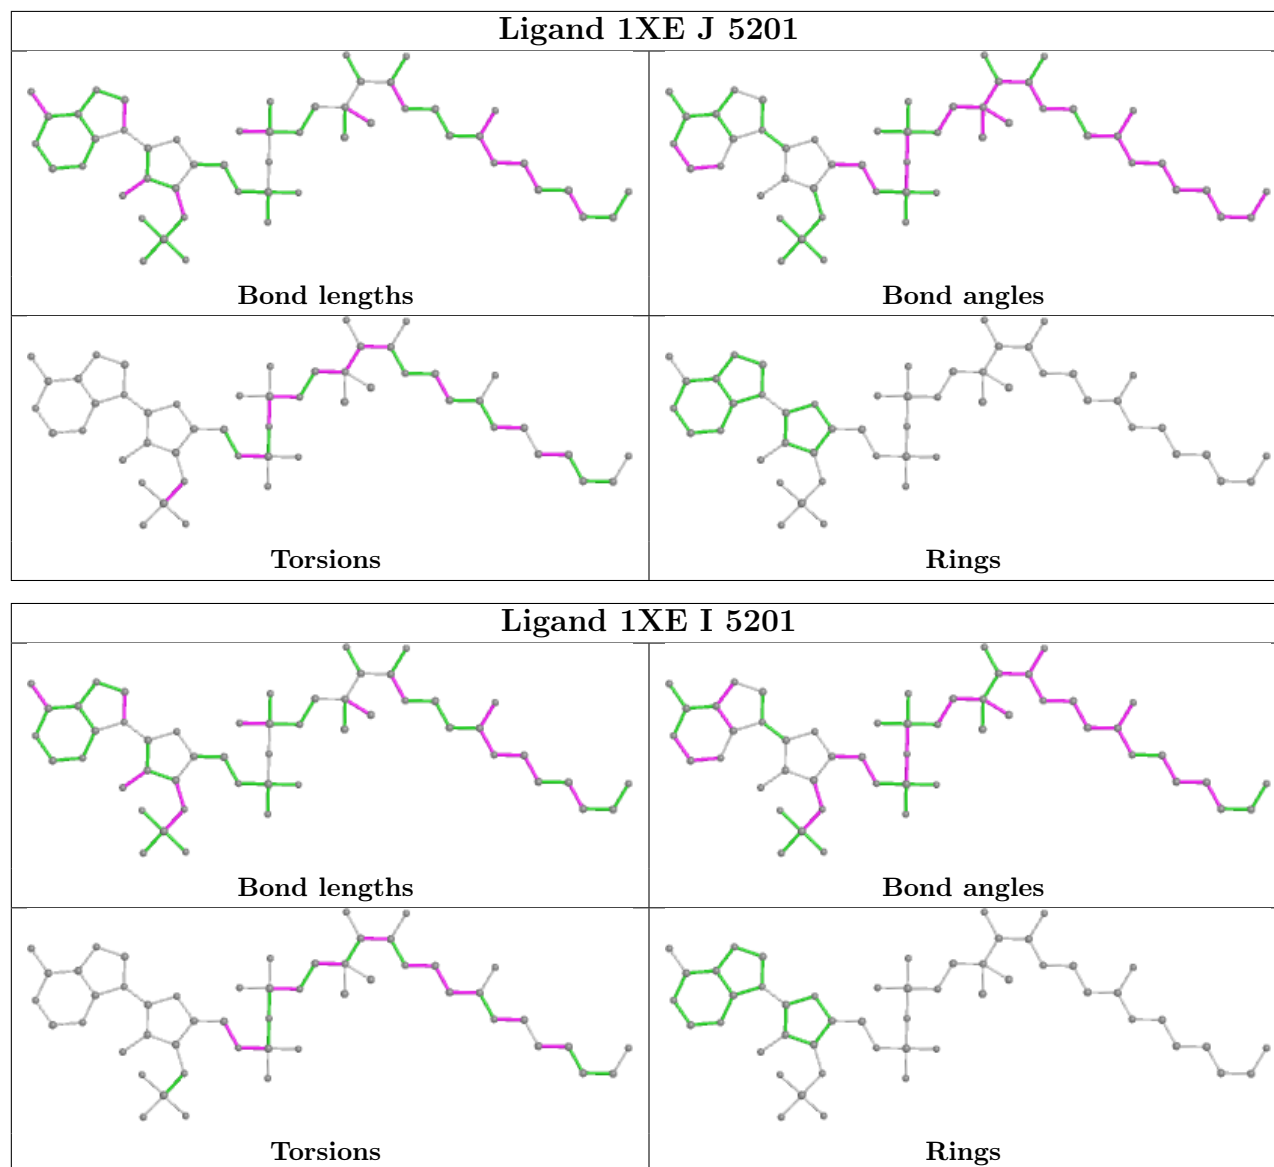 Ligand 1XE J 5201
Bond lengths
Bond angles
Torsions
Rings
Ligand 1XE I 5201
Bond lengths
Bond angles
Torsions
Rings